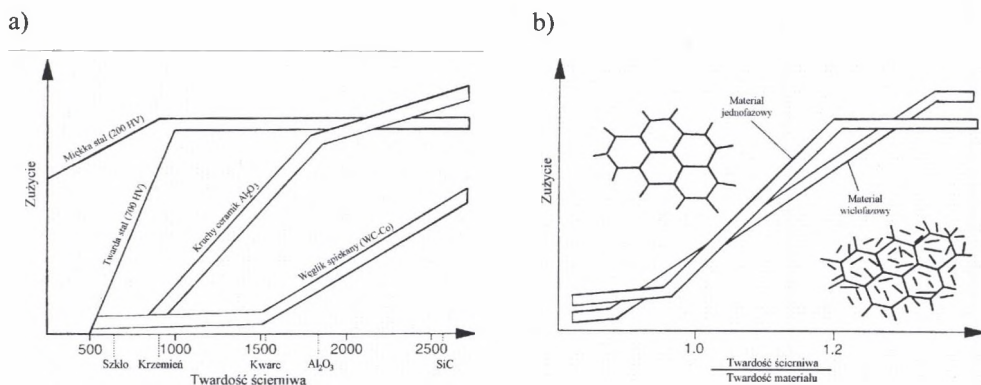 a)
Zużycie
Miękka stal (200 HV)
Twarda stal (700 HV)
Kruchy ceramik Al₂O₃
Węglik spiekany (WC-Co)
500 1000 1500 2000 2500
Szkło Krzemień Kwarc Al₂O₃ SiC
Twardość ścierniwa
b)
Zużycie
Materiał
jednofazowy
Materiał
wielofazowy
1.0 1.2
Twardość ścierniwa
Twardość materiału